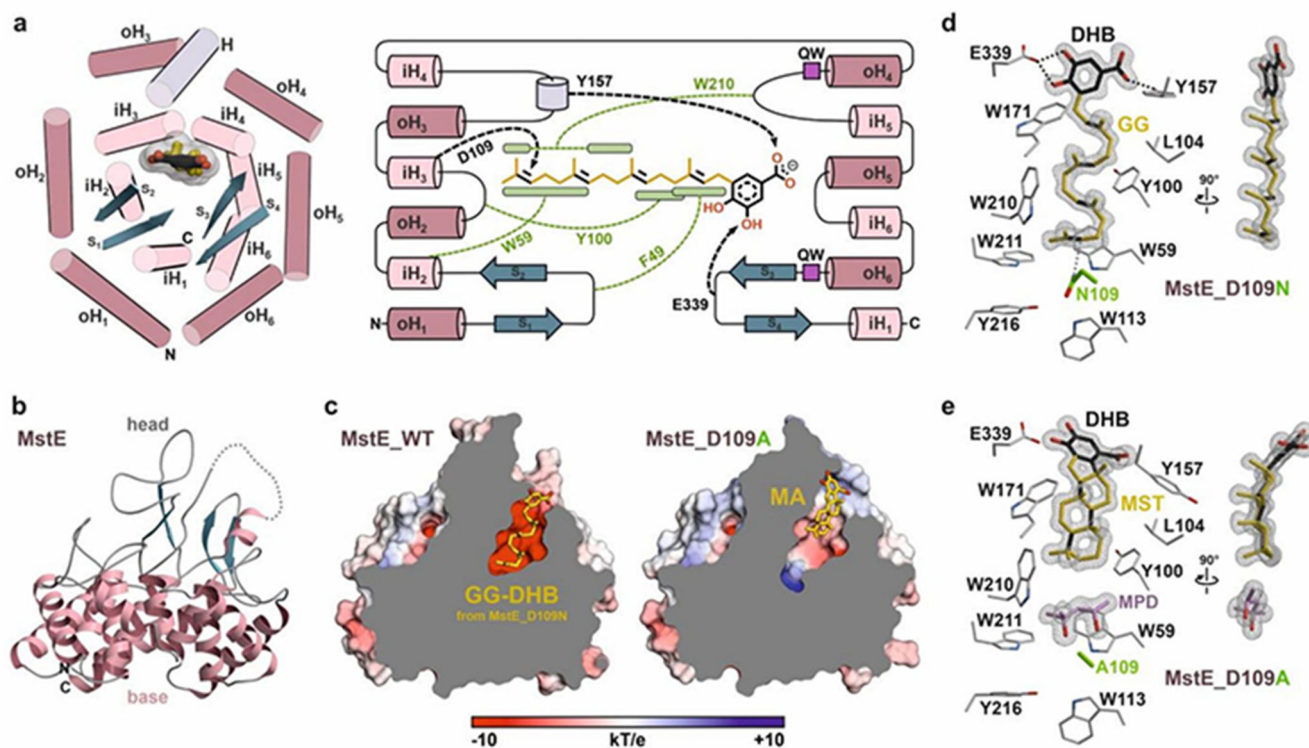 a
oH3
H
oH4
iH3
iH4
oH2
iH2
S2
iH5
S3
S4
oH5
S1
C
iH6
iH1
oH1
oH6
N
iH4
QW
oH4
Y157
W210
oH3
iH5
D109
iH3
oH5
O
⊖
O
oH2
HO
HO
iH6
W59
Y100
F49
iH2
S2
S3
QW
oH6
E339
N
oH1
S1
S4
iH1
C
b
MstE
head
N
C
base
c
MstE_WT
GG-DHB
from MstE_D109N
MstE_D109A
MA
-10
kT/e
+10
d
DHB
E339
Y157
W171
GG
L104
Y100
90°
W210
W211
W59
N109
MstE_D109N
Y216
W113
e
DHB
E339
Y157
W171
MST
L104
Y100
90°
W210
MPD
W211
W59
A109
MstE_D109A
Y216
W113